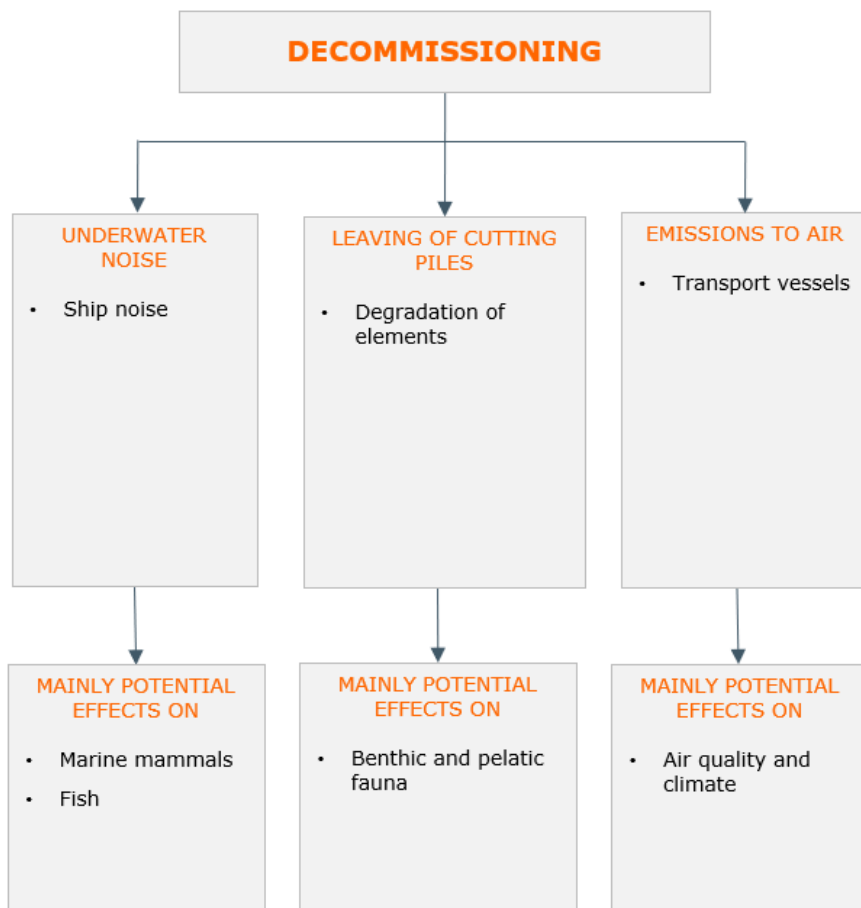 DECOMMISSIONING
UNDERWATER
NOISE
• Ship noise
LEAVING OF CUTTING
PILES
• Degradation of
elements
EMISSIONS TO AIR
• Transport vessels
MAINLY POTENTIAL
EFFECTS ON
• Marine mammals
• Fish
MAINLY POTENTIAL
EFFECTS ON
• Benthic and pelatic
fauna
MAINLY POTENTIAL
EFFECTS ON
• Air quality and
climate